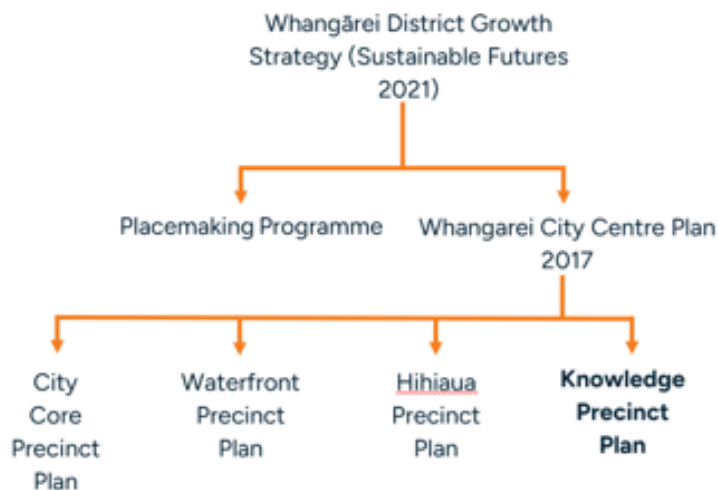 Whangārei District Growth
Strategy (Sustainable Futures
2021)
Placemaking Programme
Whangarei City Centre Plan
2017
City
Core
Precinct
Plan
Waterfront
Precinct
Plan
Hihiaua
Precinct
Plan
Knowledge
Precinct
Plan